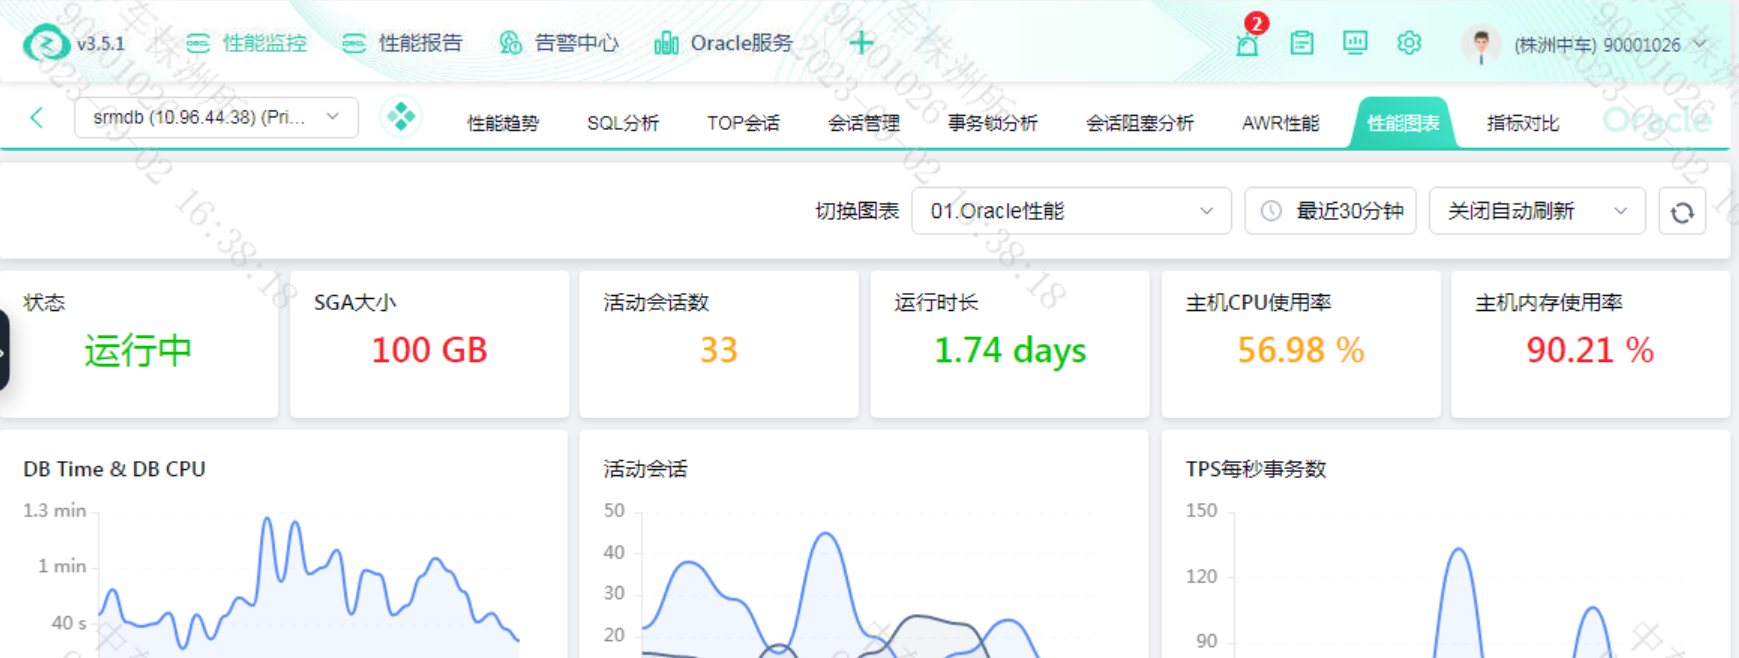 v3.5.1 性能监控 性能报告 告警中心 Oracle服务 2 (株洲中车) 90001026
srmdb (10.96.44.38) (Pri... 性能趋势 SQL分析 TOP会话 会话管理 事务锁分析 会话阻塞分析 AWR性能 性能图表 指标对比 Oracle
切换图表 01.Oracle性能 最近30分钟 关闭自动刷新
状态 SGA大小 活动会话数 运行时长 主机CPU使用率 主机内存使用率
运行中 100 GB 33 1.74 days 56.98 % 90.21 %
DB Time & DB CPU 活动会话 TPS每秒事务数
1.3 min 50 150
40
1 min 120
30
40 s 20 90
16:38:18 16:38:18